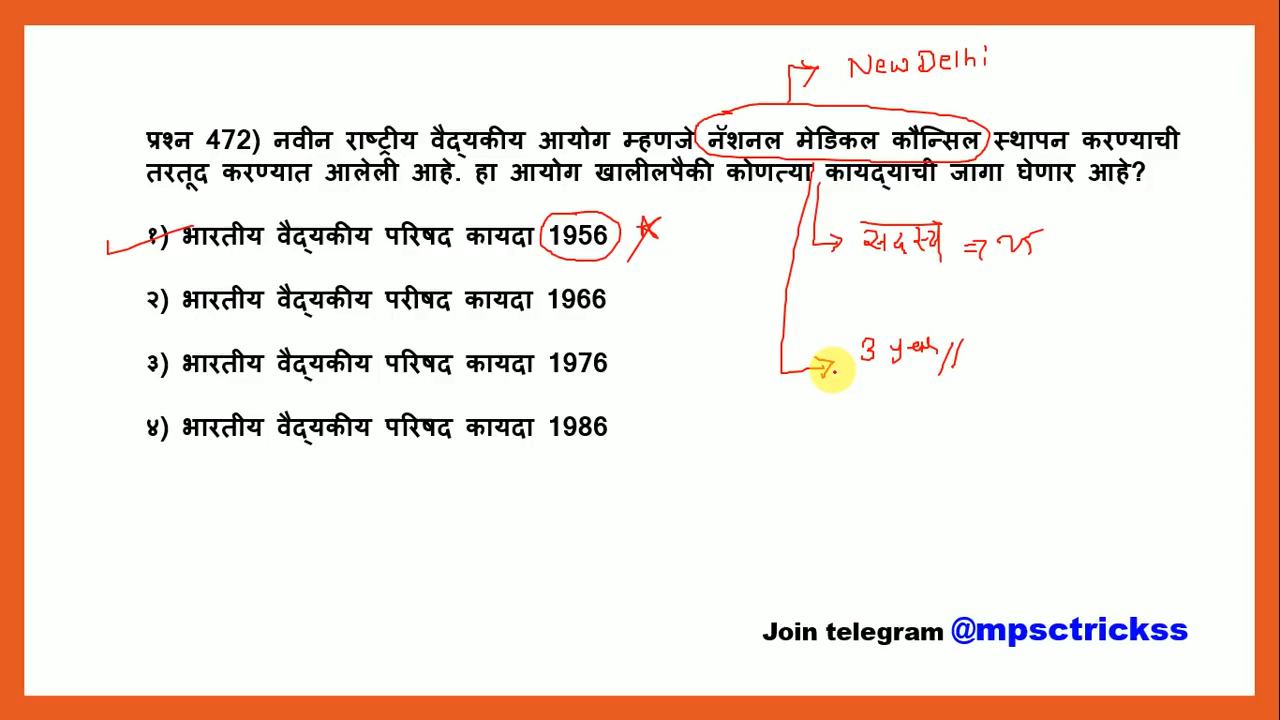 New Delhi
प्रश्न 472) नवीन राष्ट्रीय वैद्यकीय आयोग म्हणजे नॅशनल मेडिकल कौन्सिल स्थापन करण्याची
तरतूद करण्यात आलेली आहे. हा आयोग खालीलपैकी कोणत्या कायद्याची जागा घेणार आहे?
१) भारतीय वैद्यकीय परिषद कायदा 1956
सदस्य => २५
२) भारतीय वैद्यकीय परीषद कायदा 1966
३) भारतीय वैद्यकीय परिषद कायदा 1976
3
४) भारतीय वैद्यकीय परिषद कायदा 1986
Join telegram @mpsctrickss